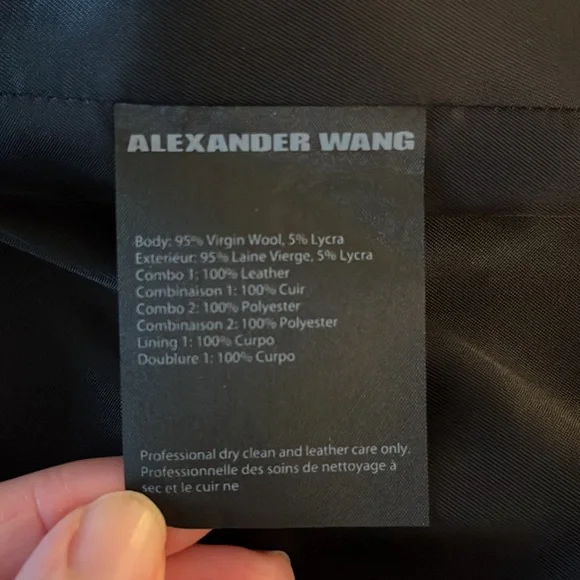 ALEXANDER WANG
Body: 95% Virgin Wool, 5% Lycra
Exterieur: 95% Laine Vierge, 5% Lycra
Combo 1: 100% Leather
Combinaison 1: 100% Cuir
Combo 2: 100% Polyester
Combinaison 2: 100% Polyester
Lining 1: 100% Curpo
Doublure 1: 100% Curpo
Professional dry clean and leather care only.
Professionnelle des soins de nettoyage à
sec et le cuir ne